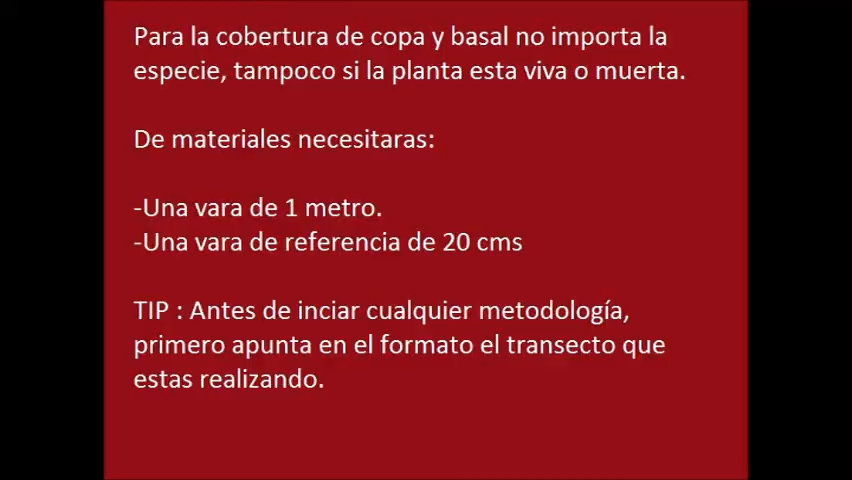 Para la cobertura de copa y basal no importa la
especie, tampoco si la planta esta viva o muerta.
De materiales necesitaras:
-Una vara de 1 metro.
-Una vara de referencia de 20 cms
TIP : Antes de inciar cualquier metodología,
primero apunta en el formato el transecto que
estas realizando.